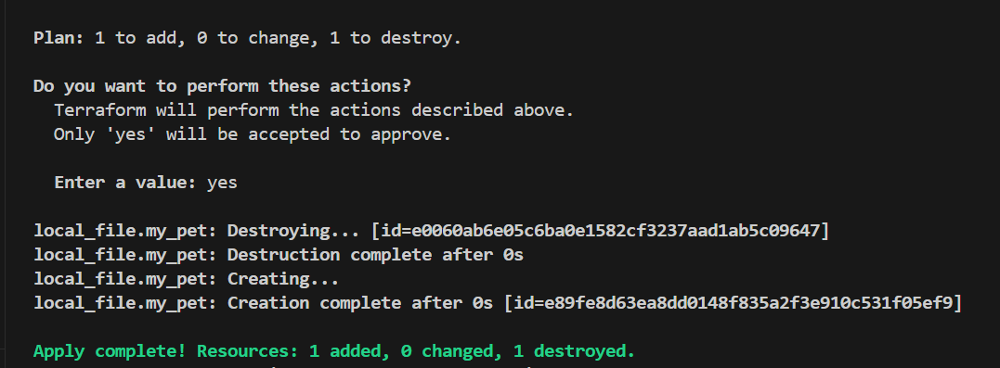 Plan: 1 to add, 0 to change, 1 to destroy.
Do you want to perform these actions?
Terraform will perform the actions described above.
Only 'yes' will be accepted to approve.
Enter a value: yes
local_file.my_pet: Destroying... [id=e0060ab6e05c6ba0e1582cf3237aad1ab5c09647]
local_file.my_pet: Destruction complete after 0s
local_file.my_pet: Creating...
local_file.my_pet: Creation complete after 0s [id=e89fe8d63ea8dd0148f835a2f3e910c531f05ef9]
Apply complete! Resources: 1 added, 0 changed, 1 destroyed.